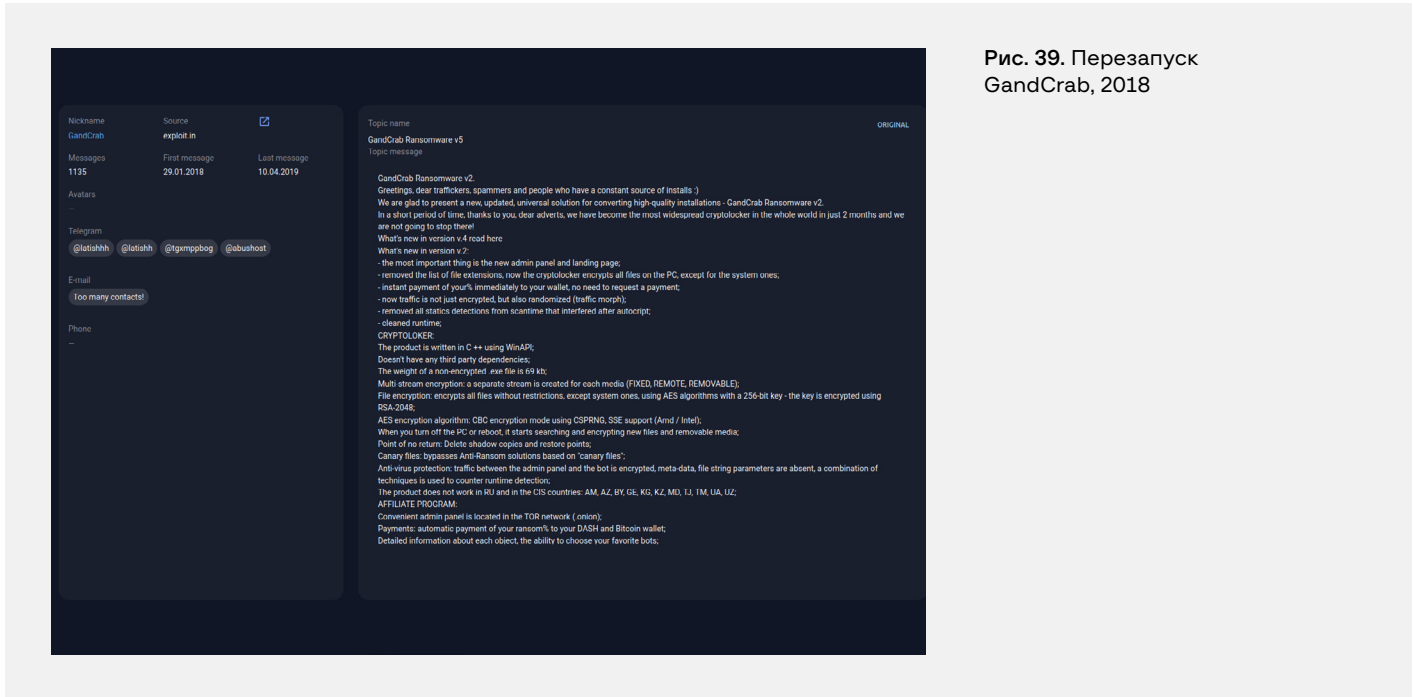 Nickname Source
GandCrab exploit.in
Messages First message Last message
1135 29.01.2018 10.04.2019
Avatars
—
Telegram
@latishhh @latishh @tgxmppbog @abushost
E-mail
Too many contacts!
Phone
—
Topic name ORIGINAL
GandCrab Ransomware v5
Topic message
GandCrab Ransomware v2.
Greetings, dear traffickers, spammers and people who have a constant source of installs :)
We are glad to present a new, updated, universal solution for converting high-quality installations - GandCrab Ransomware v2.
In a short period of time, thanks to you, dear adverts, we have become the most widespread cryptolocker in the whole world in just 2 months and we
are not going to stop there!
What's new in version v.4 read here
What's new in version v.2:
- the most important thing is the new admin panel and landing page;
- removed the list of file extensions, now the cryptolocker encrypts all files on the PC, except for the system ones;
- instant payment of your% immediately to your wallet, no need to request a payment;
- now traffic is not just encrypted, but also randomized (traffic morph);
- removed all statics detections from scantime that interfered after autocript;
- cleaned runtime;
CRYPTOLOKER:
The product is written in C ++ using WinAPI;
Doesn't have any third party dependencies;
The weight of a non-encrypted .exe file is 69 kb;
Multi stream encryption: a separate stream is created for each media (FIXED, REMOTE, REMOVABLE);
File encryption: encrypts all files without restrictions, except system ones, using AES algorithms with a 256-bit key - the key is encrypted using
RSA-2048;
AES encryption algorithm: CBC encryption mode using CSPRNG, SSE support (Amd / Intel);
When you turn off the PC or reboot, it starts searching and encrypting new files and removable media;
Point of no return: Delete shadow copies and restore points;
Canary files: bypasses Anti-Ransom solutions based on "canary files";
Anti-virus protection: traffic between the admin panel and the bot is encrypted, meta-data, file string parameters are absent, a combination of
techniques is used to counter runtime detection;
The product does not work in RU and in the CIS countries: AM, AZ, BY, GE, KG, KZ, MD, TJ, TM, UA, UZ;
AFFILIATE PROGRAM:
Convenient admin panel is located in the TOR network (.onion);
Payments: automatic payment of your ransom% to your DASH and Bitcoin wallet;
Detailed information about each object, the ability to choose your favorite bots;
Рис. 39. Перезапуск
GandCrab, 2018